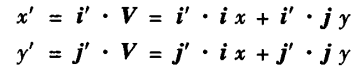 x′ = i′ · V = i′ · i x + i′ · j y
y′ = j′ · V = j′ · i x + j′ · j y